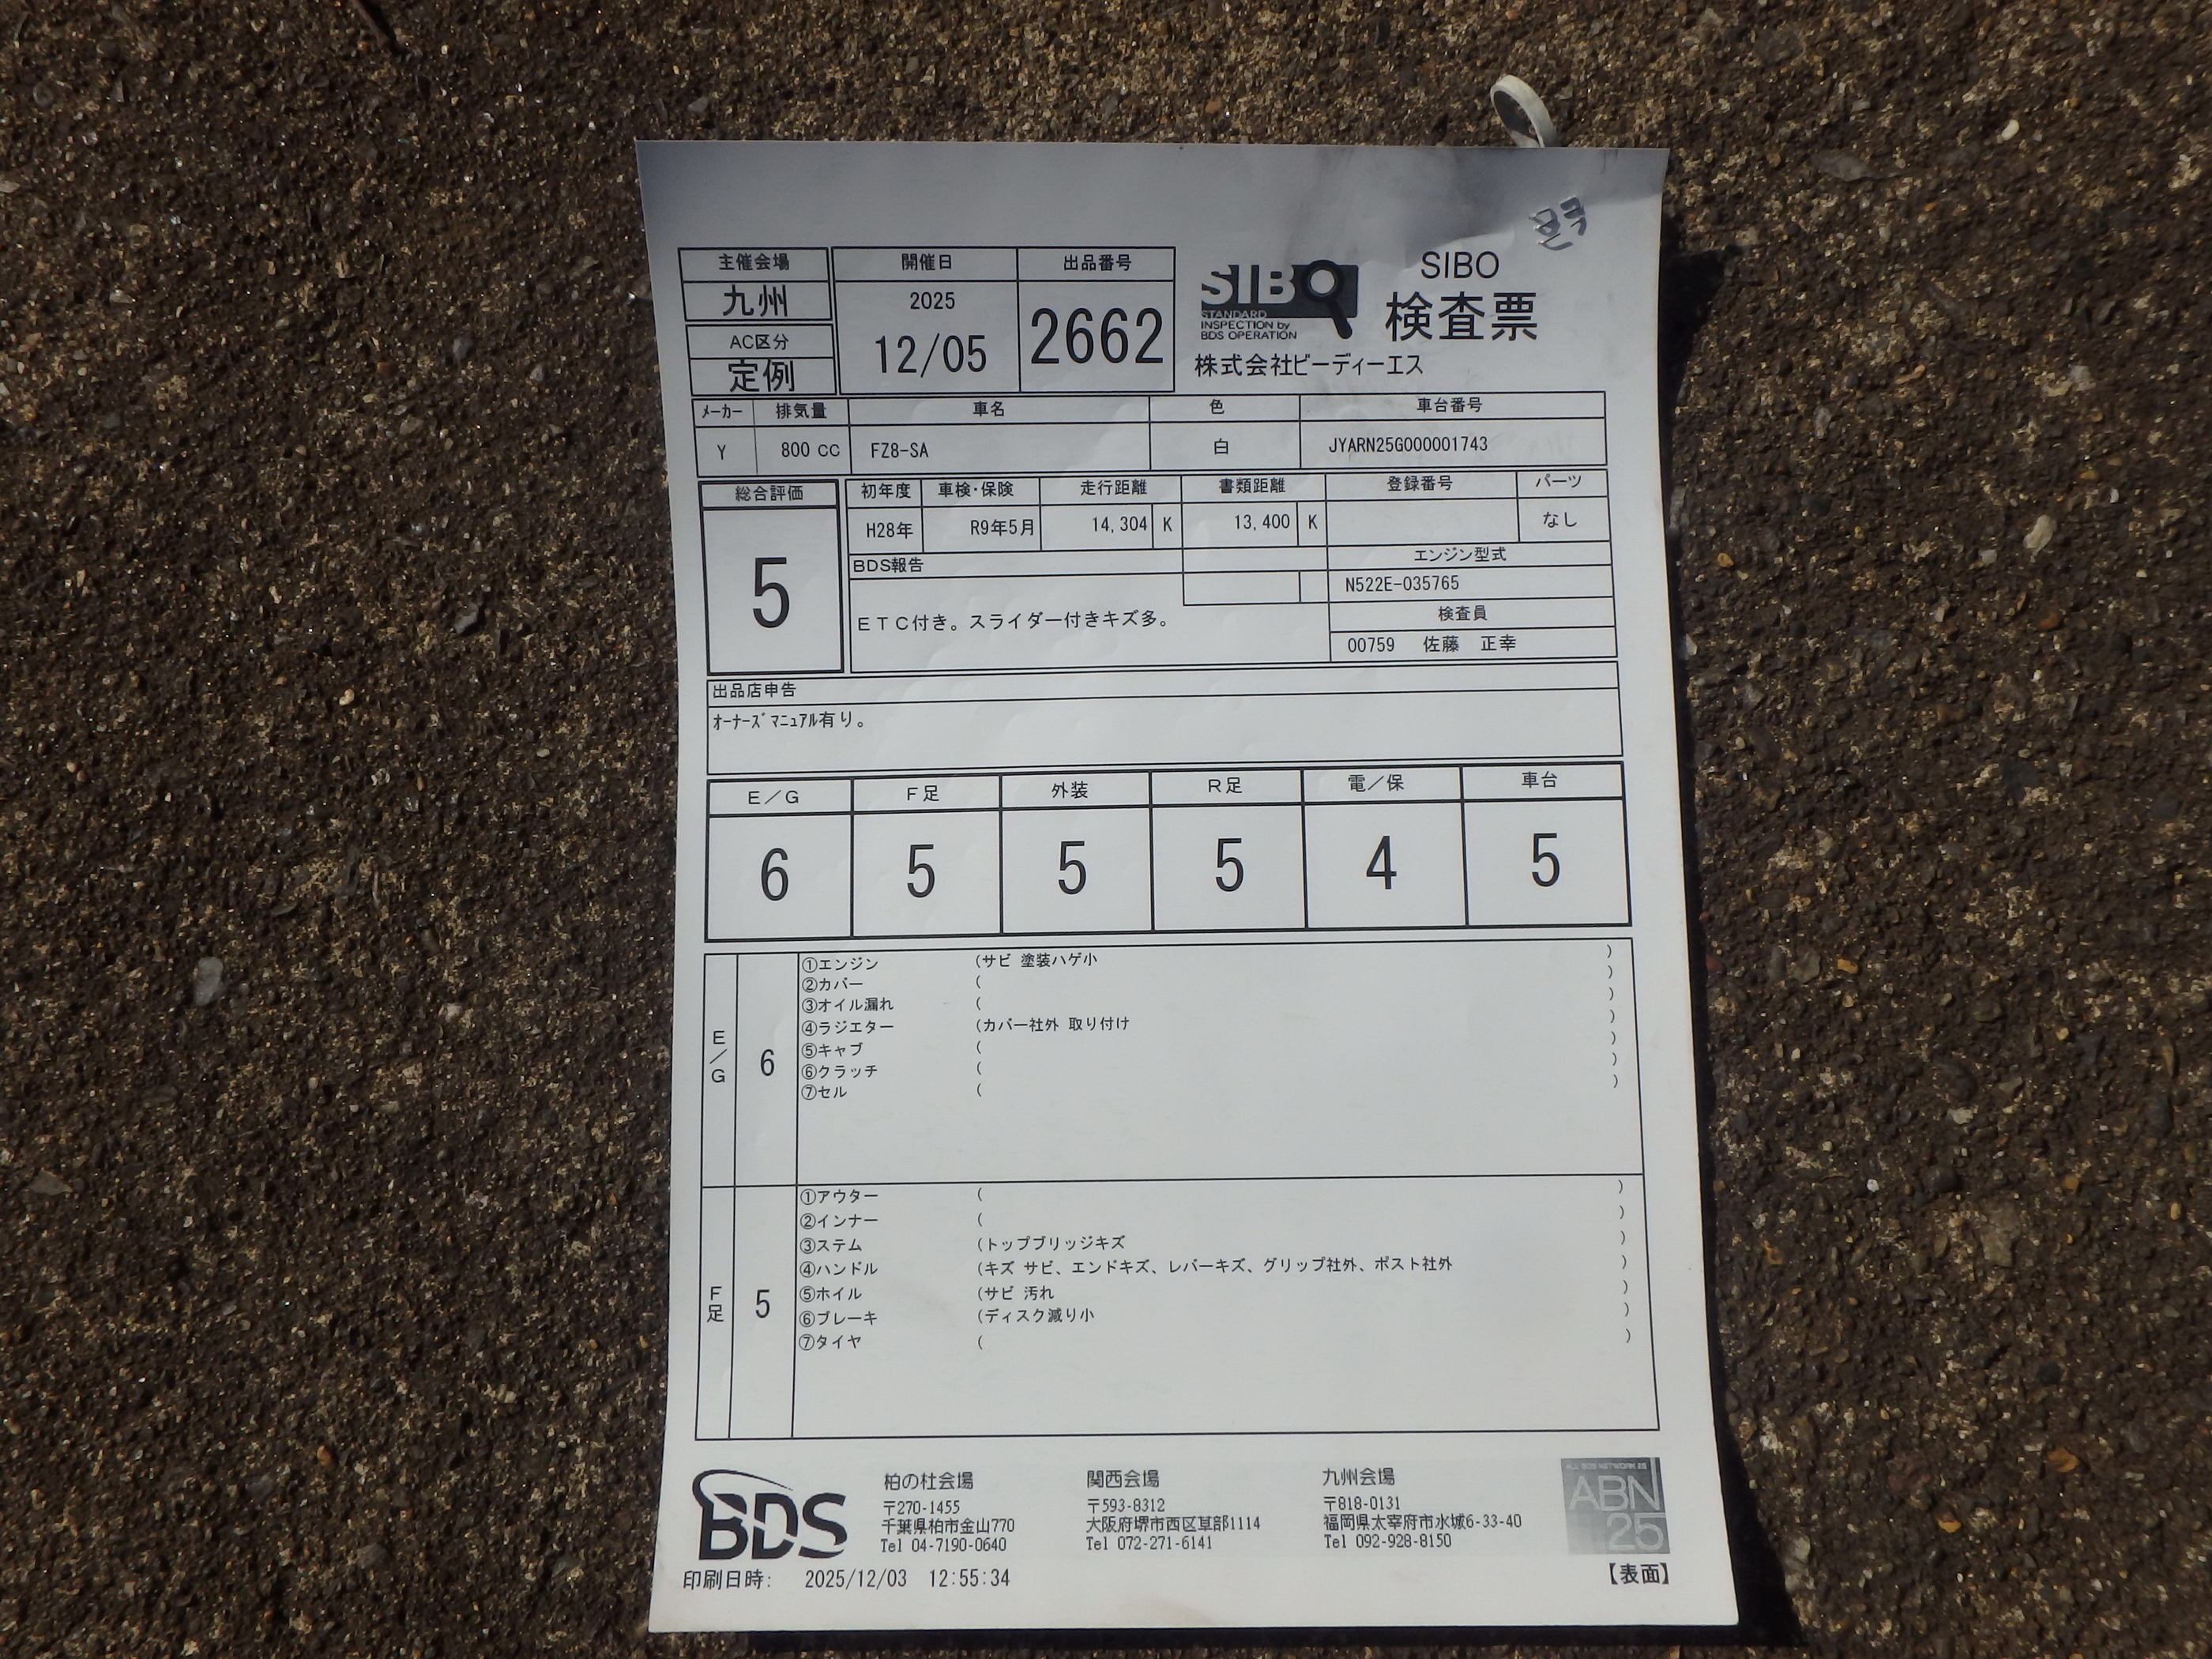 主催会場 開催日 出品番号
九州 2025 12/05 2662
AC区分
定例
SIBO
STANDARD
INSPECTION by
BDS OPERATION
SIBO
検査票
株式会社ビーディーエス
メーカー 排気量 車名 色 車台番号
Y 800 CC FZ8-SA 白 JYARN25G000001743
総合評価 初年度 車検・保険 走行距離 書類距離 登録番号 パーツ
5 H28年 R9年5月 14,304 K 13,400 K なし
BDS報告 エンジン型式
N522E-035765
ETC付き。スライダー付きキズ多。 検査員
00759 佐藤 正幸
出品店申告
オーナーズマニュアル有り。
E/G F足 外装 R足 電/保 車台
6 5 5 5 4 5
E/G 6
①エンジン (サビ 塗装ハゲ小 )
②カバー ( )
③オイル漏れ ( )
④ラジエター (カバー社外 取り付け )
⑤キャブ ( )
⑥クラッチ ( )
⑦セル ( )
F足 5
①アウター ( )
②インナー ( )
③ステム (トップブリッジキズ )
④ハンドル (キズ サビ、エンドキズ、レバーキズ、グリップ社外、ポスト社外 )
⑤ホイル (サビ 汚れ )
⑥ブレーキ (ディスク減り小 )
⑦タイヤ ( )
BDS
柏の杜会場
〒270-1455
千葉県柏市金山770
Tel 04-7190-0640
関西会場
〒593-8312
大阪府堺市西区草部1114
Tel 072-271-6141
九州会場
〒818-0131
福岡県太宰府市水城6-33-40
Tel 092-928-8150
ALL BDS NETWORK 25
ABN
25
印刷日時: 2025/12/03 12:55:34
【表面】